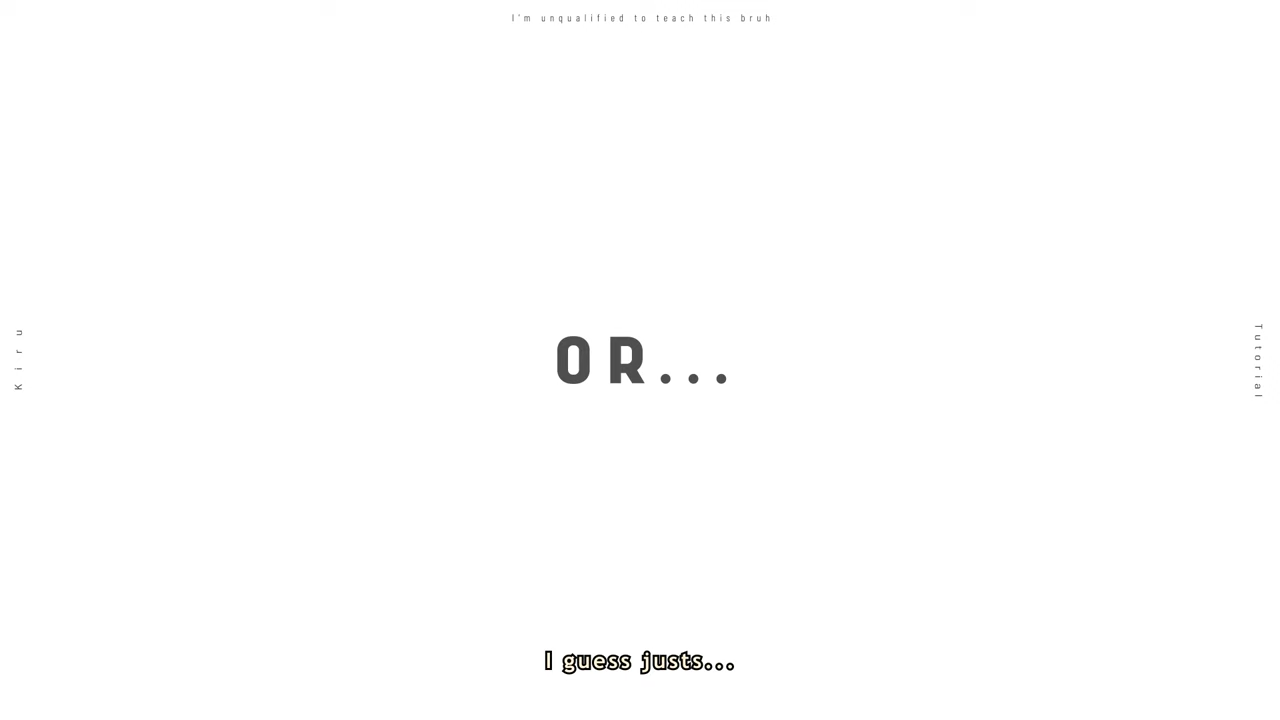 I'm unqualified to teach this bruh
Kiru
OR...
Tutorial
I guess justs...